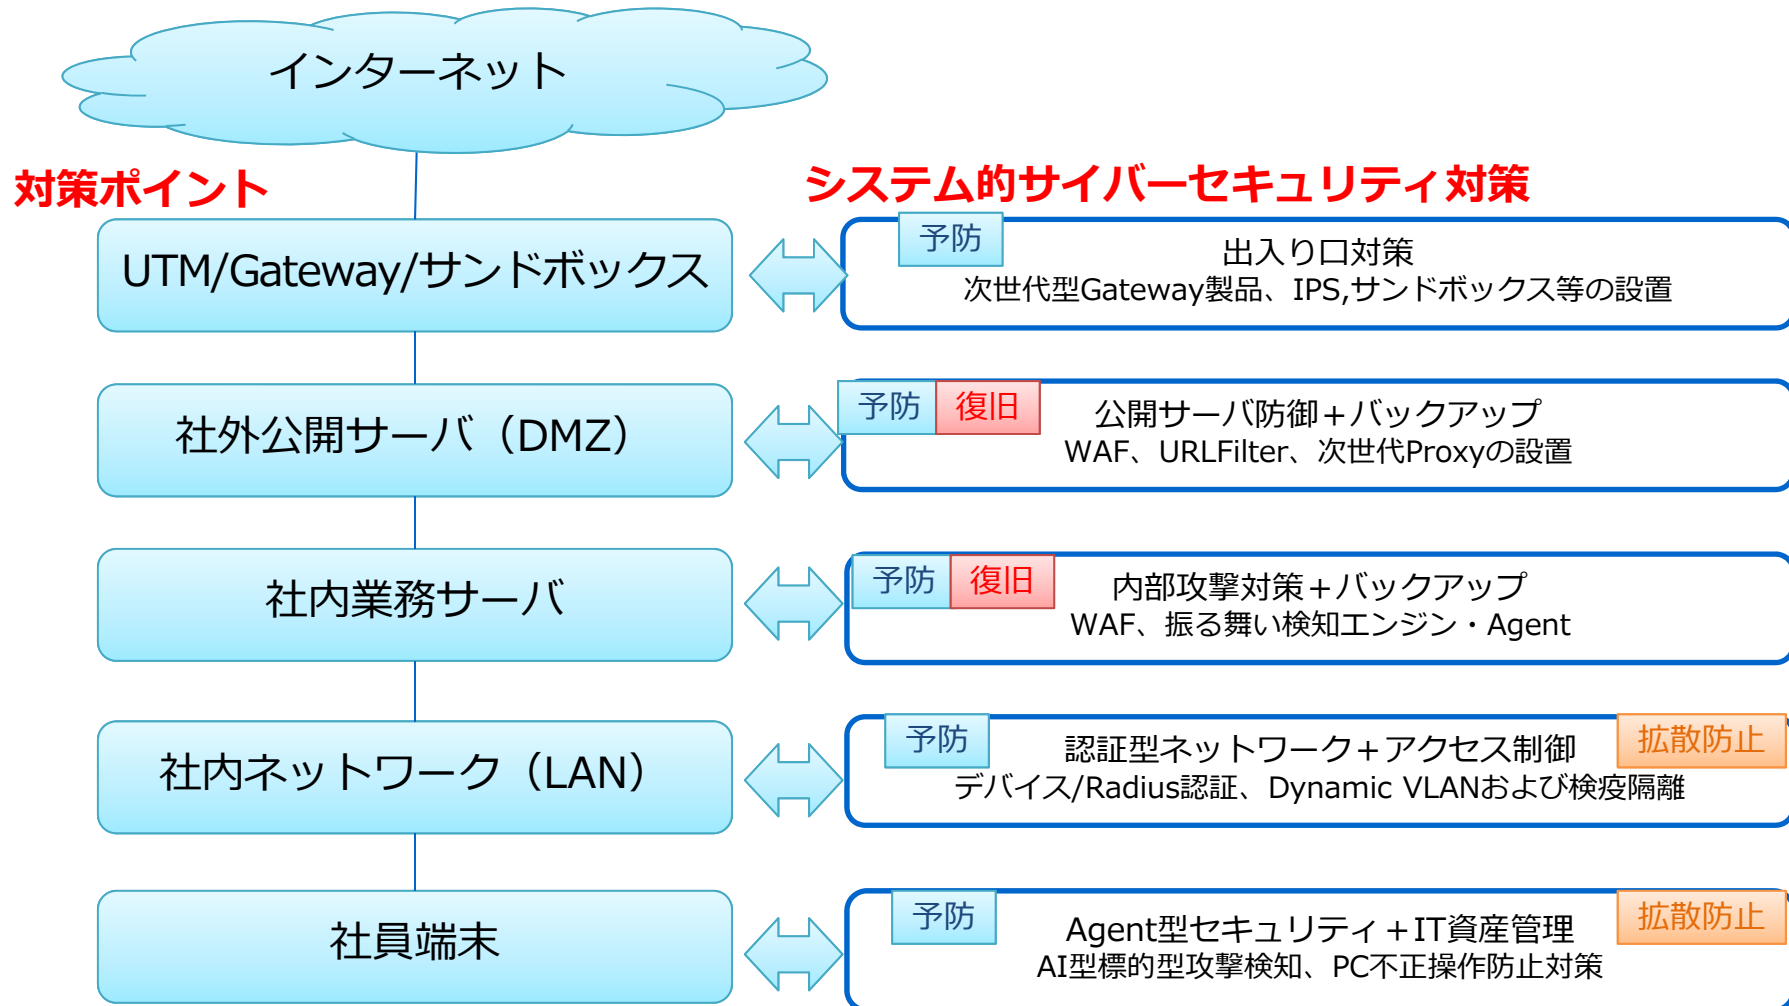 インターネット
対策ポイント
システム的サイバーセキュリティ対策
UTM/Gateway/サンドボックス
予防
出入り口対策
次世代型Gateway製品、IPS,サンドボックス等の設置
社外公開サーバ（DMZ）
予防
復旧
公開サーバ防御＋バックアップ
WAF、URLFilter、次世代Proxyの設置
社内業務サーバ
予防
復旧
内部攻撃対策＋バックアップ
WAF、振る舞い検知エンジン・Agent
社内ネットワーク（LAN）
予防
認証型ネットワーク＋アクセス制御
拡散防止
デバイス/Radius認証、Dynamic VLANおよび検疫隔離
社員端末
予防
Agent型セキュリティ＋IT資産管理
拡散防止
AI型標的型攻撃検知、PC不正操作防止対策